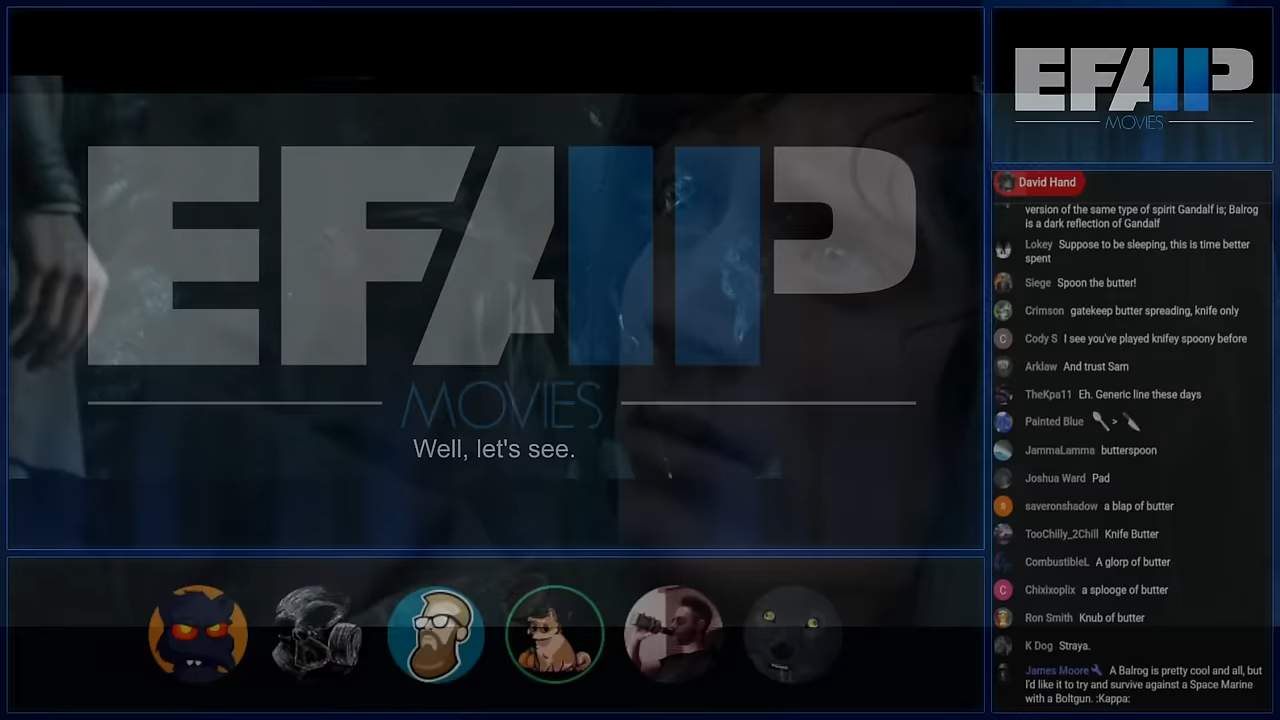 EFAP
MOVIES
Well, let's see.
EFAP
MOVIES
David Hand
version of the same type of spirit Gandalf is; Balrog
is a dark reflection of Gandalf
Lokey Suppose to be sleeping, this is time better
spent
Siege Spoon the butter!
Crimson gatekeep butter spreading, knife only
C
Cody S I see you've played knifey spoony before
Arklaw And trust Sam
TheKpa11 Eh. Generic line these days
Painted Blue >
JammaLamma butterspoon
Joshua Ward Pad
saveronshadow a blap of butter
TooChilly_2Chill Knife Butter
CombustibleL A glorp of butter
C
Chixixoplix a splooge of butter
Ron Smith Knub of butter
K Dog Straya.
James Moore A Balrog is pretty cool and all, but
I'd like it to try and survive against a Space Marine
with a Boltgun. :Kappa: